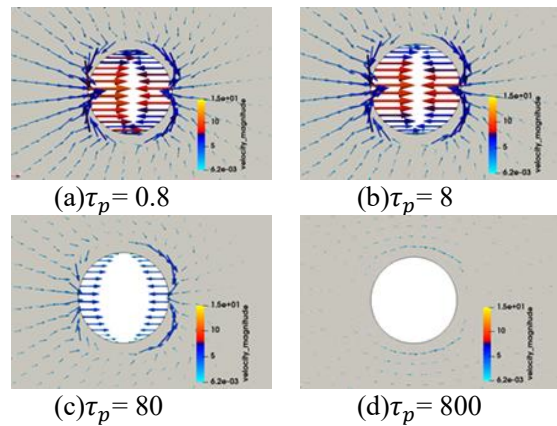 1.5e+01
10
5
6.2e-03
velocity_magnitude
1.5e+01
10
5
6.2e-03
velocity_magnitude
(a)τₚ= 0.8
(b)τₚ= 8
1.5e+01
10
5
6.2e-03
velocity_magnitude
1.5e+01
10
5
6.2e-03
velocity_magnitude
(c)τₚ= 80
(d)τₚ= 800